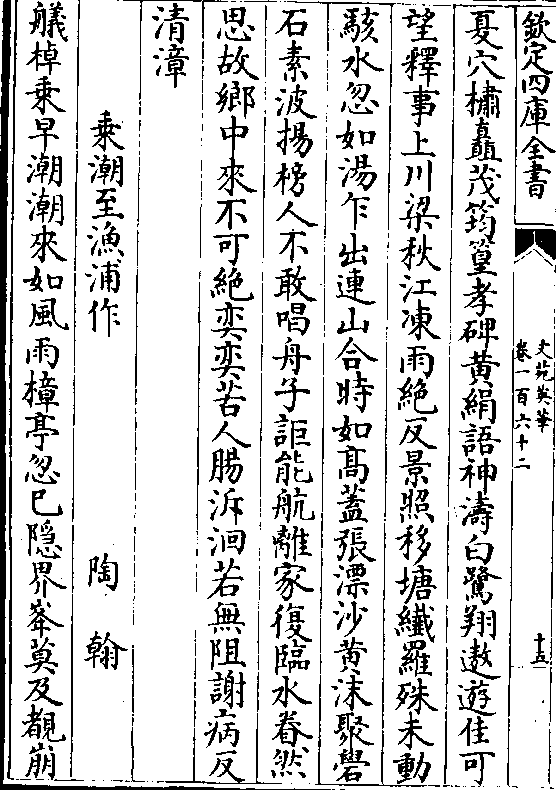 欽定四庫全書
文苑英華
卷一百六十二
十五
夏穴櫹矗茂筠篁孝碑黄絹語神濤白鷺翔遨遊佳可
望釋事上川梁秋江凍雨絶反景照移塘纎羅殊未動
駭水忽如湯乍出連山合時如髙蓋張漂沙黄沫聚礐
石素波揚榜人不敢唱舟子詎能航離家復臨水眷然
思故鄉中來不可絶奕奕苦人腸泝洄若無阻謝病反
清漳
乘潮至漁浦作 陶翰
艤棹乘早潮潮來如風雨樟亭忽已隠界峯莫及覩崩